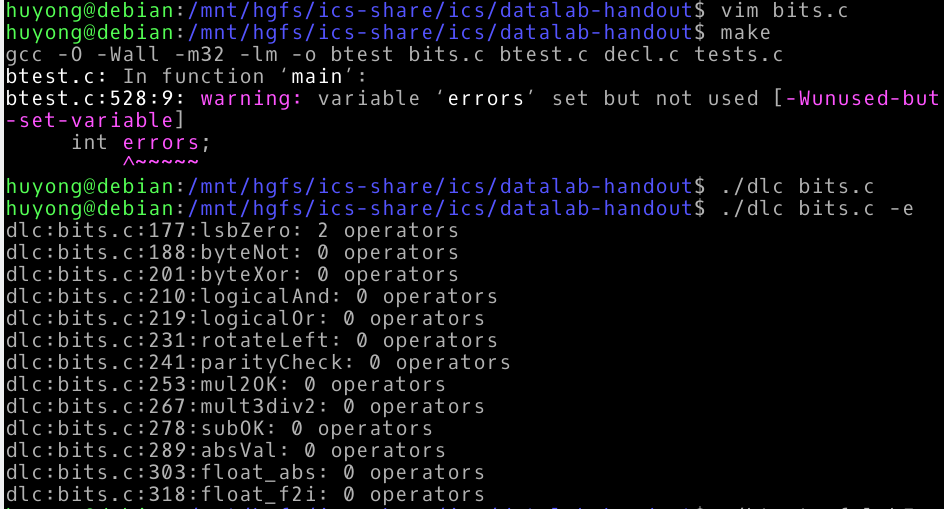 huyong@debian:/mnt/hgfs/ics-share/ics/datalab-handout$ vim bits.c
huyong@debian:/mnt/hgfs/ics-share/ics/datalab-handout$ make
gcc -O -Wall -m32 -lm -o btest bits.c btest.c decl.c tests.c
btest.c: In function ‘main’:
btest.c:528:9: warning: variable ‘errors’ set but not used [-Wunused-but
-set-variable]
int errors;
^~~~~~
huyong@debian:/mnt/hgfs/ics-share/ics/datalab-handout$ ./dlc bits.c
huyong@debian:/mnt/hgfs/ics-share/ics/datalab-handout$ ./dlc bits.c -e
dlc:bits.c:177:lsbZero: 2 operators
dlc:bits.c:188:byteNot: 0 operators
dlc:bits.c:201:byteXor: 0 operators
dlc:bits.c:210:logicalAnd: 0 operators
dlc:bits.c:219:logicalOr: 0 operators
dlc:bits.c:231:rotateLeft: 0 operators
dlc:bits.c:241:parityCheck: 0 operators
dlc:bits.c:253:mul2OK: 0 operators
dlc:bits.c:267:mult3div2: 0 operators
dlc:bits.c:278:subOK: 0 operators
dlc:bits.c:289:absVal: 0 operators
dlc:bits.c:303:float_abs: 0 operators
dlc:bits.c:318:float_f2i: 0 operators